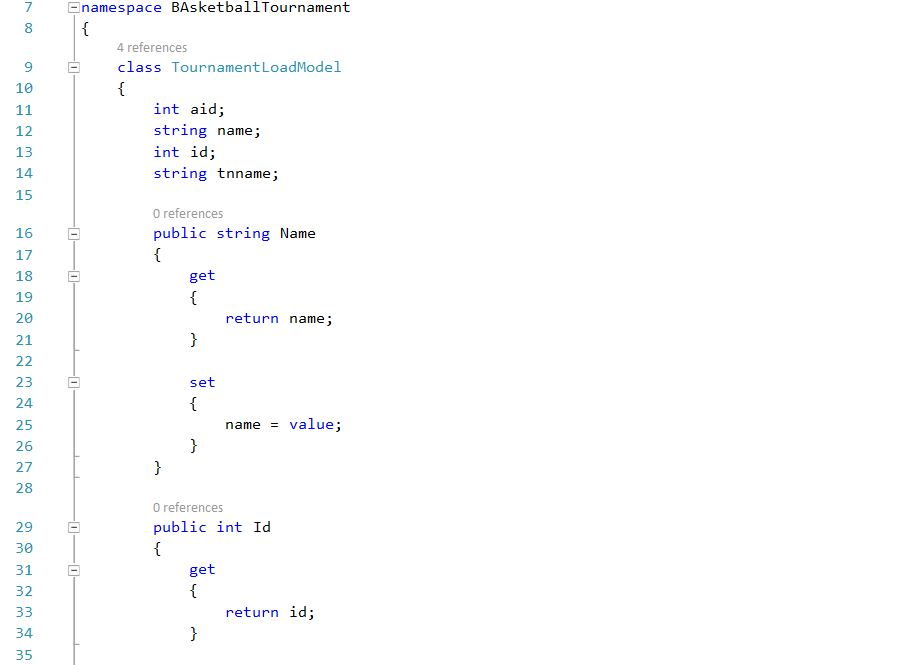 7 namespace BAsketballTournament
8 {
4 references
9 class TournamentLoadModel
10 {
11 int aid;
12 string name;
13 int id;
14 string tnname;
15
0 references
16 public string Name
17 {
18 get
19 {
20 return name;
21 }
22
23 set
24 {
25 name = value;
26 }
27 }
28
0 references
29 public int Id
30 {
31 get
32 {
33 return id;
34 }
35